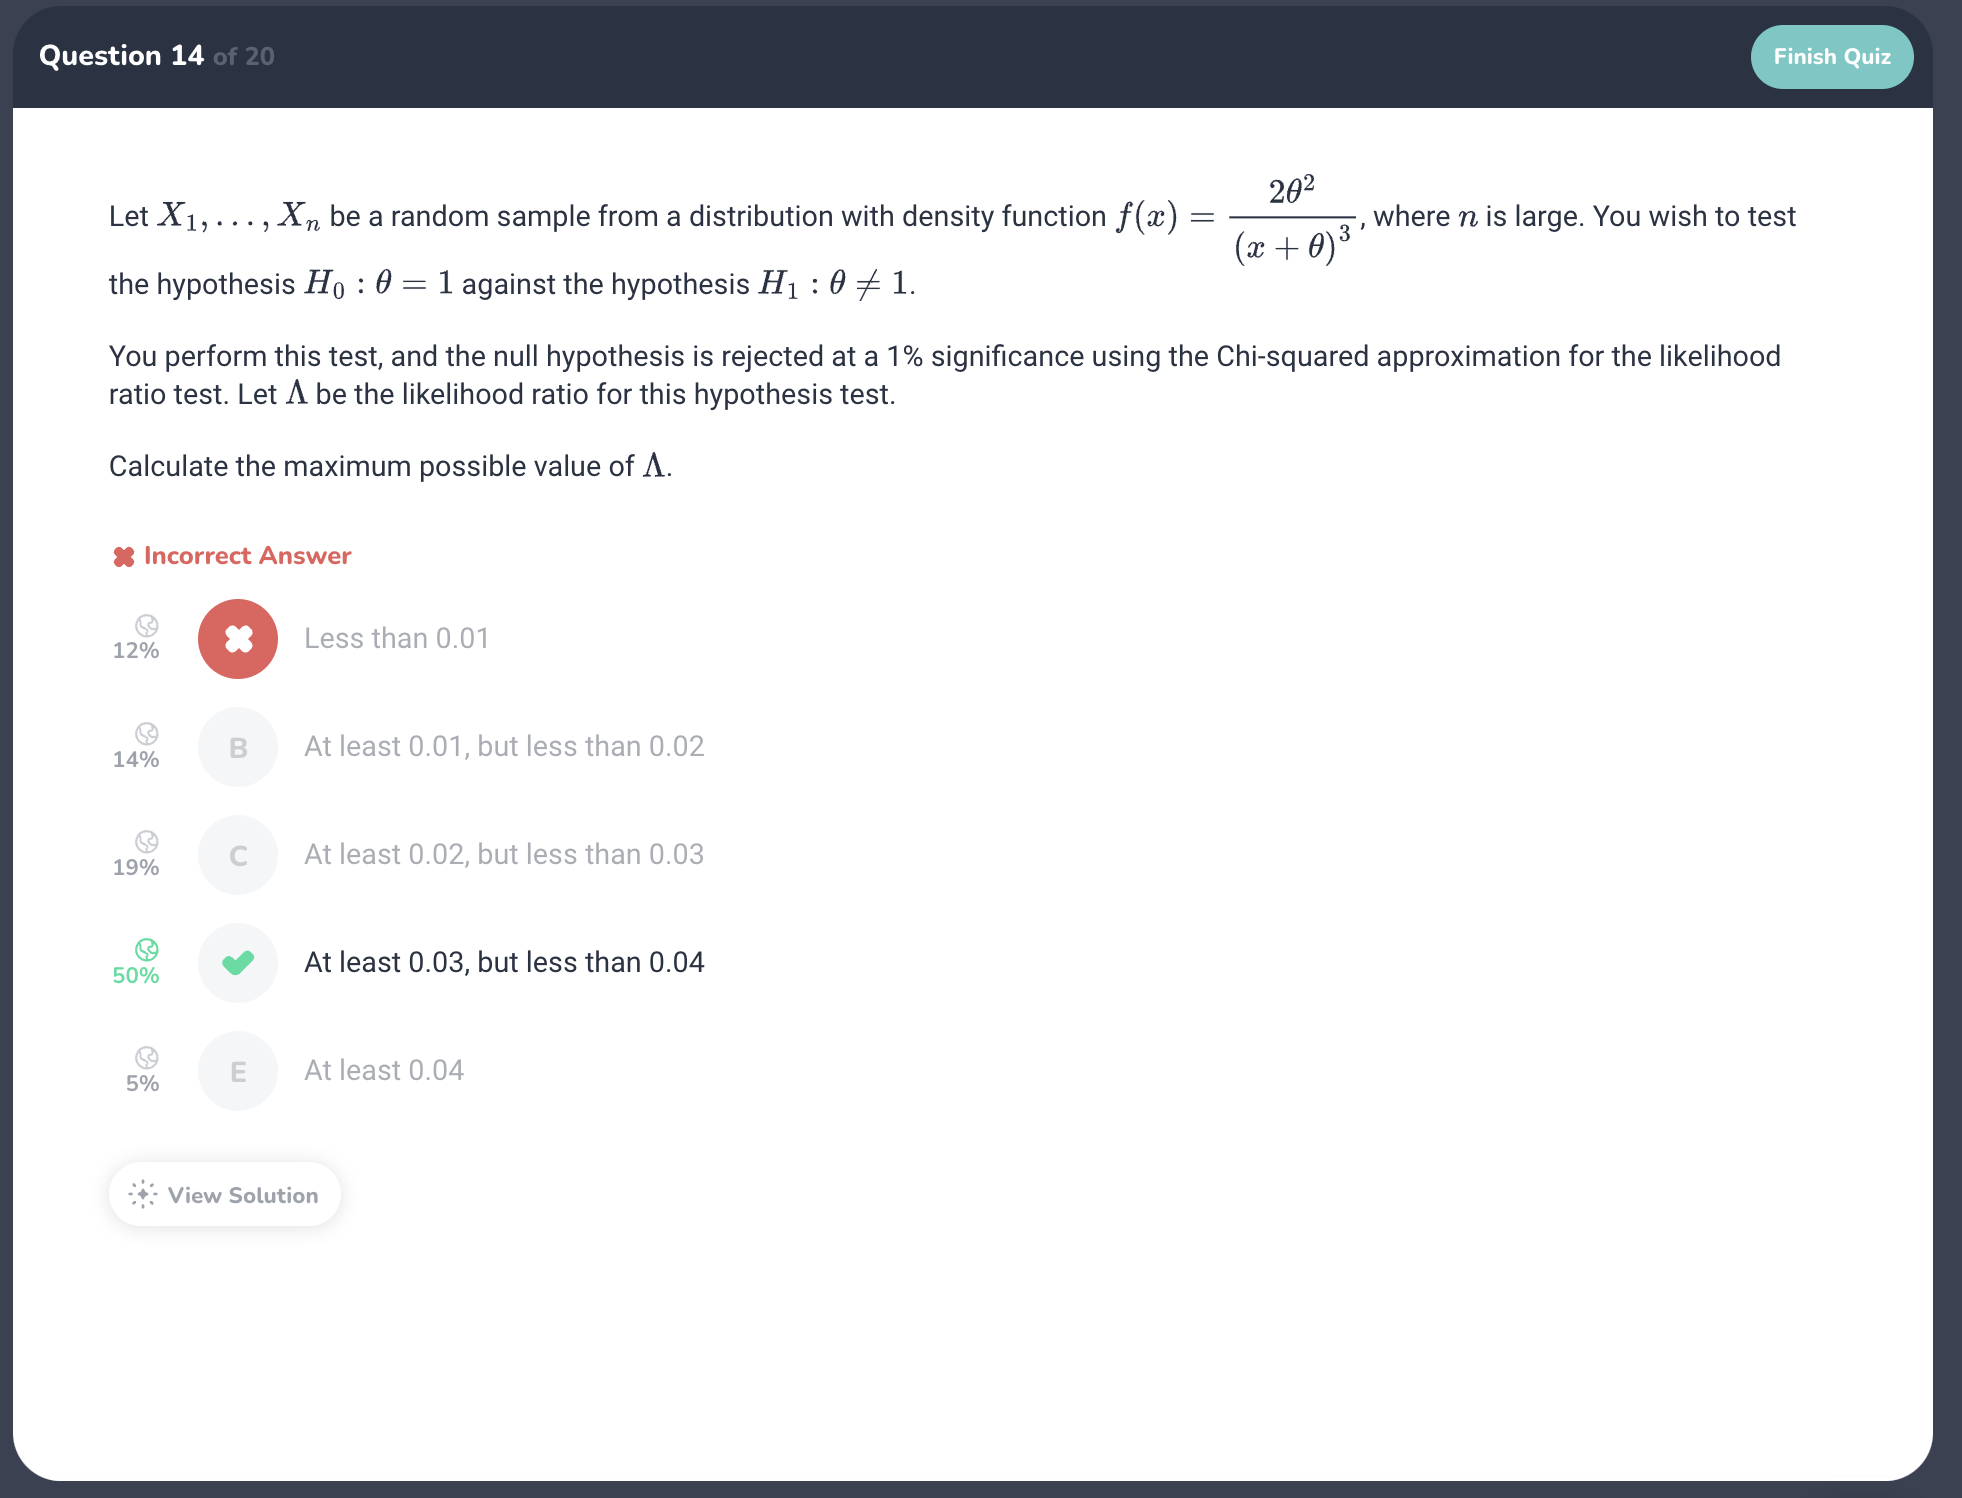 Question 14 of 20
Finish Quiz
Let X₁, . . . , Xₙ be a random sample from a distribution with density function f(x) = 2θ² / (x + θ)³, where n is large. You wish to test
the hypothesis H₀ : θ = 1 against the hypothesis H₁ : θ ≠ 1.
You perform this test, and the null hypothesis is rejected at a 1% significance using the Chi-squared approximation for the likelihood
ratio test. Let Λ be the likelihood ratio for this hypothesis test.
Calculate the maximum possible value of Λ.
Incorrect Answer
12% Less than 0.01
14% B At least 0.01, but less than 0.02
19% C At least 0.02, but less than 0.03
50% At least 0.03, but less than 0.04
5% E At least 0.04
View Solution